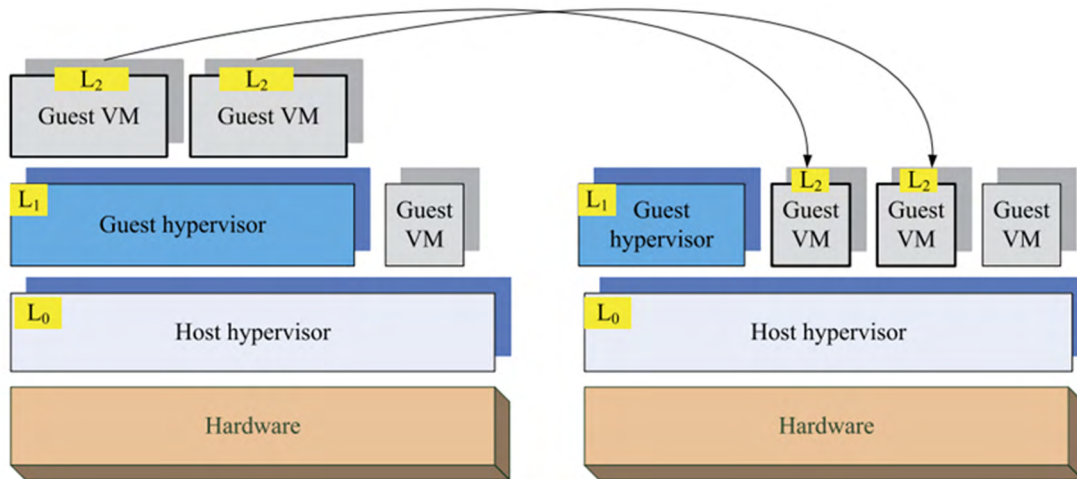 L₂
Guest VM
L₂
Guest VM
L₁
Guest hypervisor
Guest
VM
L₀
Host hypervisor
Hardware
L₁
Guest
hypervisor
L₂
Guest
VM
L₂
Guest
VM
Guest
VM
L₀
Host hypervisor
Hardware